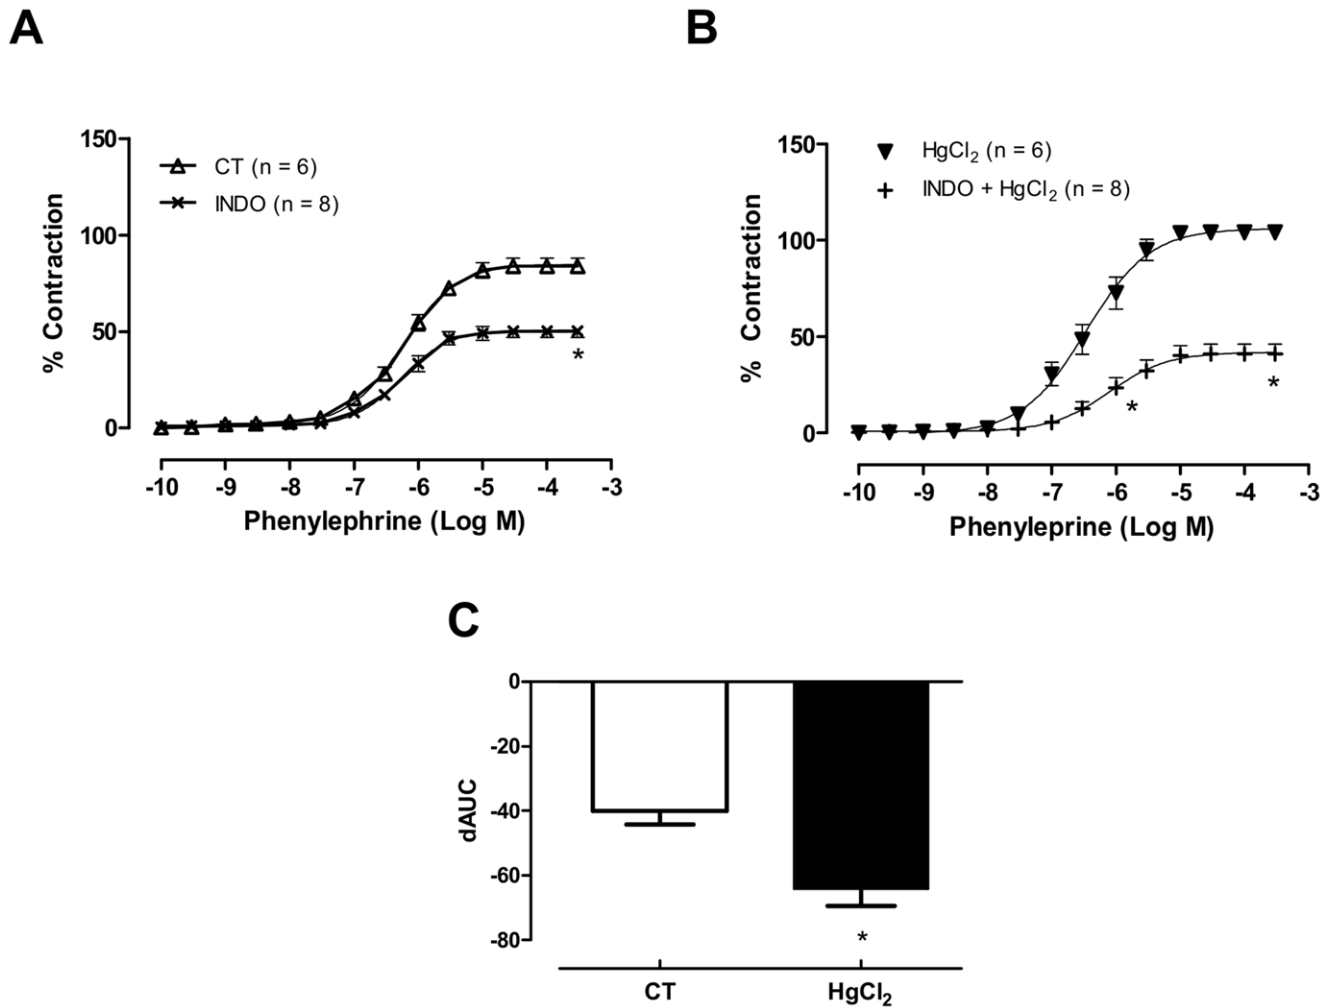 A
B
150
100
50
0
% Contraction
CT (n = 6)
INDO (n = 8)
*
-10 -9 -8 -7 -6 -5 -4 -3
Phenylephrine (Log M)
150
100
50
0
% Contraction
HgCl₂ (n = 6)
INDO + HgCl₂ (n = 8)
*
*
-10 -9 -8 -7 -6 -5 -4 -3
Phenyleprine (Log M)
C
0
-20
-40
-60
-80
dAUC
*
CT HgCl₂